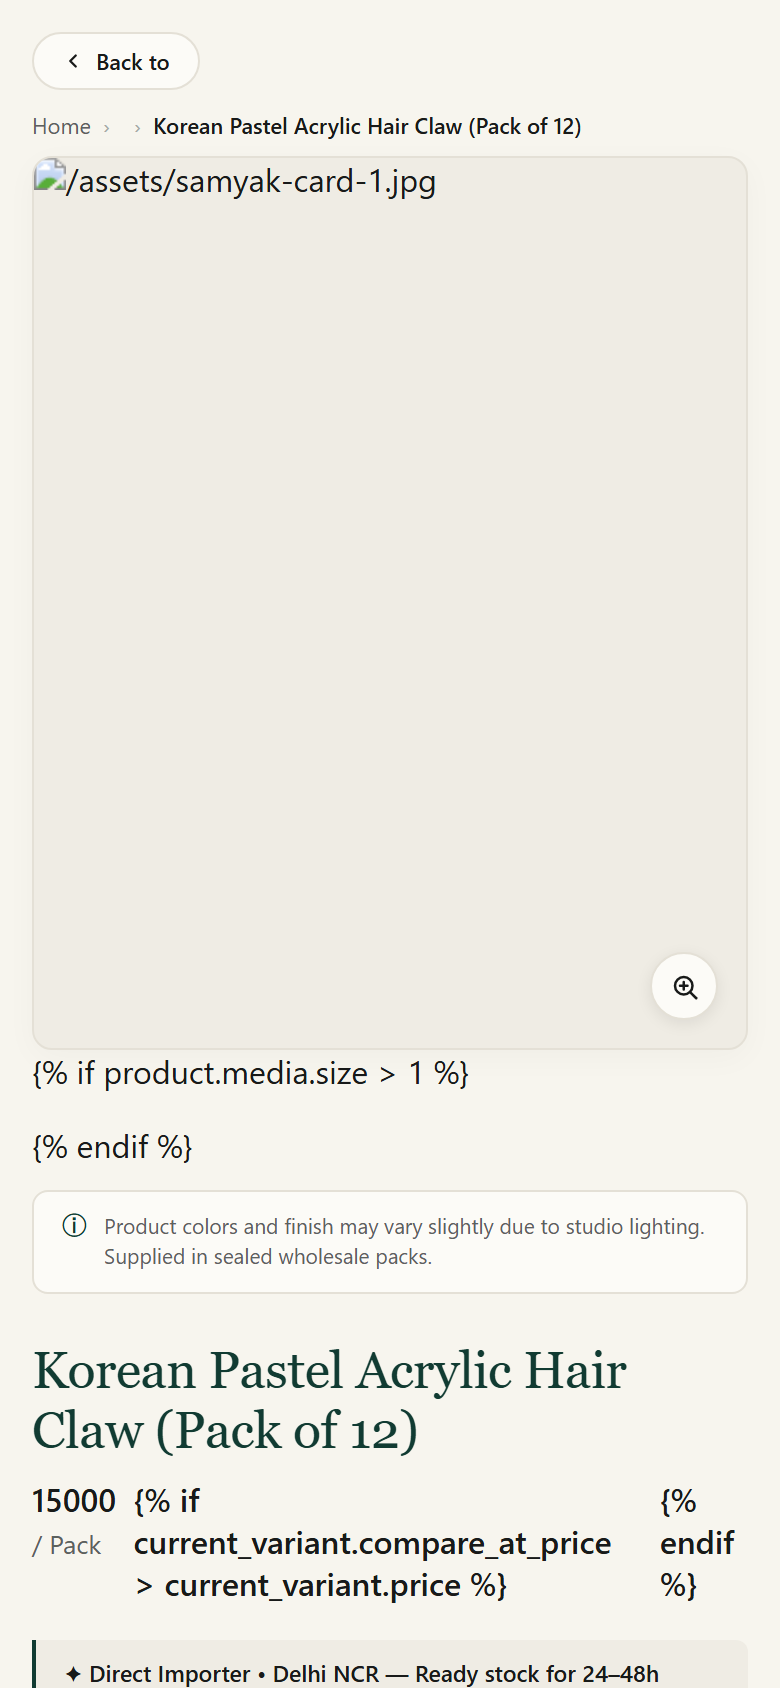 Back to
Home › › Korean Pastel Acrylic Hair Claw (Pack of 12)
/assets/samyak-card-1.jpg
{% if product.media.size > 1 %}
{% endif %}
Product colors and finish may vary slightly due to studio lighting.
Supplied in sealed wholesale packs.
Korean Pastel Acrylic Hair
Claw (Pack of 12)
15000 {% if {%
/ Pack current_variant.compare_at_price endif
> current_variant.price %} %}
✦ Direct Importer • Delhi NCR — Ready stock for 24–48h